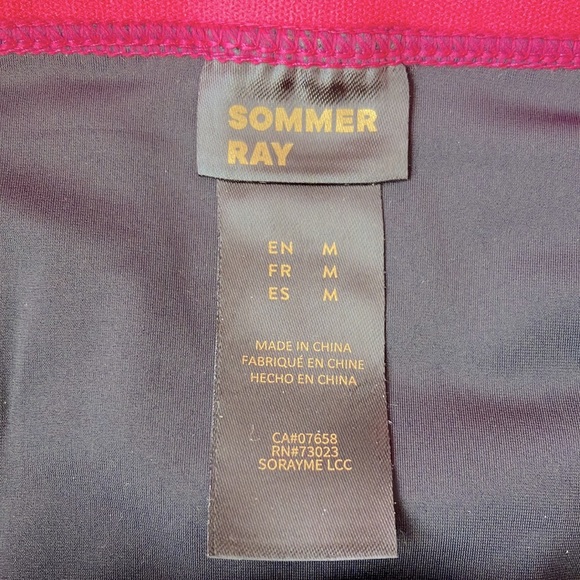 SOMMER
RAY
EN M
FR M
ES M
MADE IN CHINA
FABRIQUÉ EN CHINE
HECHO EN CHINA
CA#07658
RN#73023
SORAYME LCC